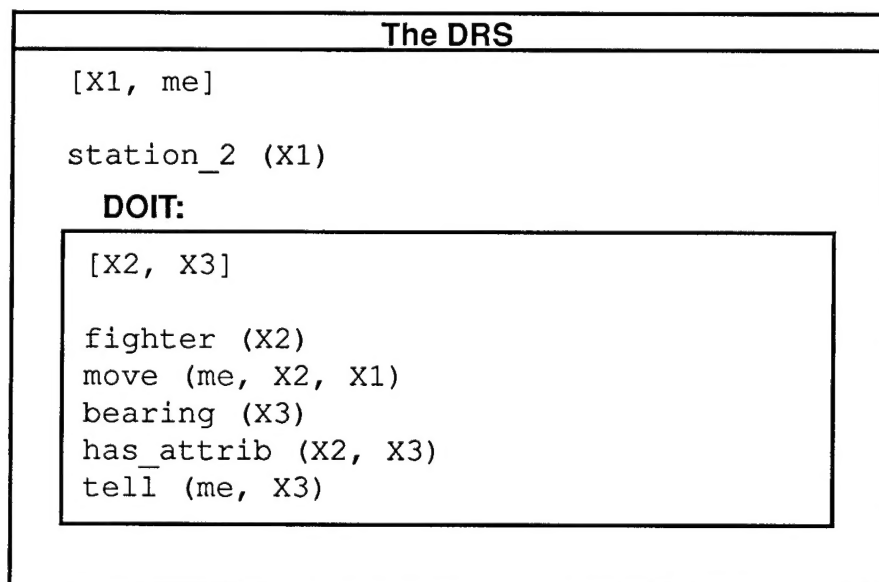 The DRS
[X1, me]
station_2 (X1)
DOIT:
[X2, X3]
fighter (X2)
move (me, X2, X1)
bearing (X3)
has_attrib (X2, X3)
tell (me, X3)